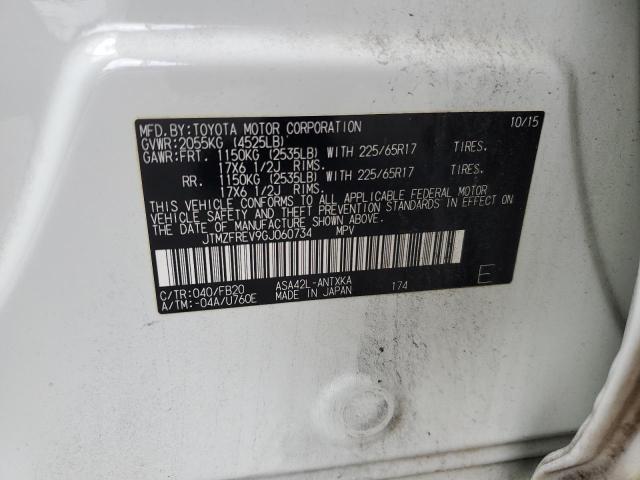 MFD.BY:TOYOTA MOTOR CORPORATION 10/15
GVWR:2055KG (4525LB)
GAWR:FRT. 1150KG (2535LB) WITH 225/65R17 TIRES.
17X6 1/2J RIMS.
RR. 1150KG (2535LB) WITH 225/65R17 TIRES.
17X6 1/2J RIMS.
THIS VEHICLE CONFORMS TO ALL APPLICABLE FEDERAL MOTOR
VEHICLE SAFETY AND THEFT PREVENTION STANDARDS IN EFFECT ON
THE DATE OF MANUFACTURE SHOWN ABOVE.
JTMZFREV9GJ060734 MPV
C/TR:040/FB20 ASA42L-ANTXKA 174 E
A/TM:-04A/U760E MADE IN JAPAN